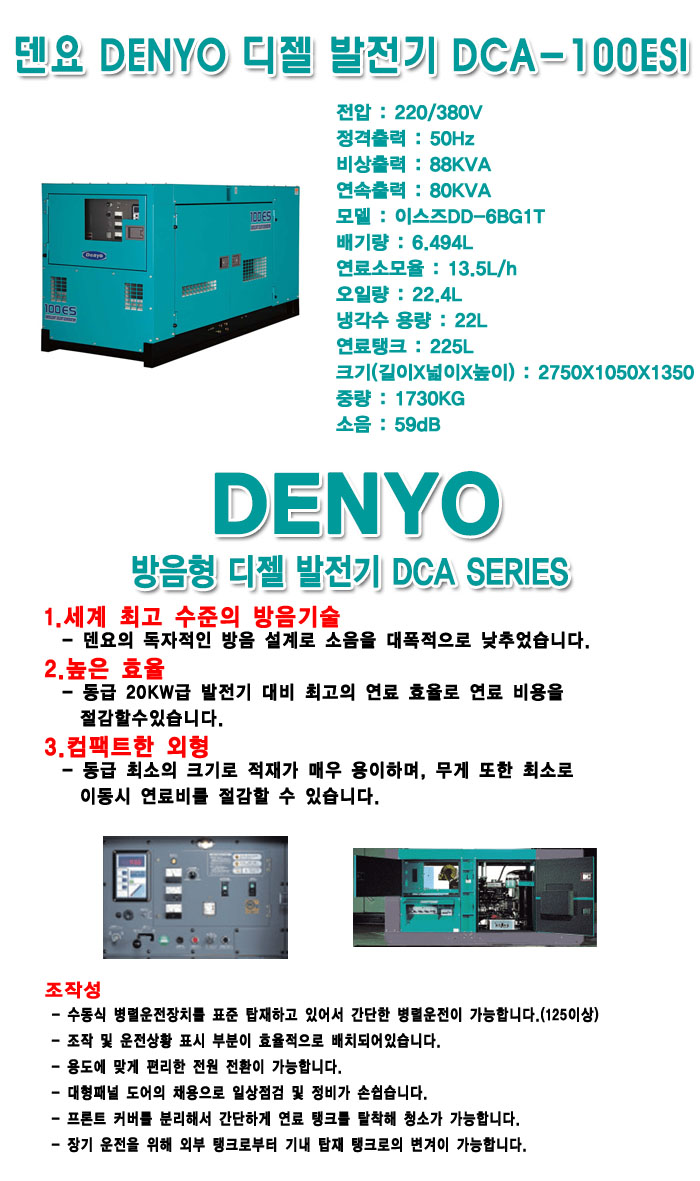 덴요 DENYO 디젤 발전기 DCA-100ESI
전압 : 220/380V
정격출력 : 50Hz
비상출력 : 88KVA
연속출력 : 80KVA
모델 : 이스즈DD-6BG1T
배기량 : 6.494L
연료소모율 : 13.5L/h
오일량 : 22.4L
냉각수 용량 : 22L
연료탱크 : 225L
크기(길이X넓이X높이) : 2750X1050X1350
중량 : 1730KG
소음 : 59dB
100ES
Denyo
100ES
DENYO
방음형 디젤 발전기 DCA SERIES
1.세계 최고 수준의 방음기술
- 덴요의 독자적인 방음 설계로 소음을 대폭적으로 낮추었습니다.
2.높은 효율
- 동급 20KW급 발전기 대비 최고의 연료 효율로 연료 비용을
절감할수있습니다.
3.컴팩트한 외형
- 동급 최소의 크기로 적재가 매우 용이하며, 무게 또한 최소로
이동시 연료비를 절감할 수 있습니다.
조작성
- 수동식 병렬운전장치를 표준 탑재하고 있어서 간단한 병렬운전이 가능합니다.(125이상)
- 조작 및 운전상황 표시 부분이 효율적으로 배치되어있습니다.
- 용도에 맞게 편리한 전원 전환이 가능합니다.
- 대형패널 도어의 채용으로 일상점검 및 정비가 손쉽습니다.
- 프론트 커버를 분리해서 간단하게 연료 탱크를 탈착해 청소가 가능합니다.
- 장기 운전을 위해 외부 탱크로부터 기내 탑재 탱크로의 변겨이 가능합니다.